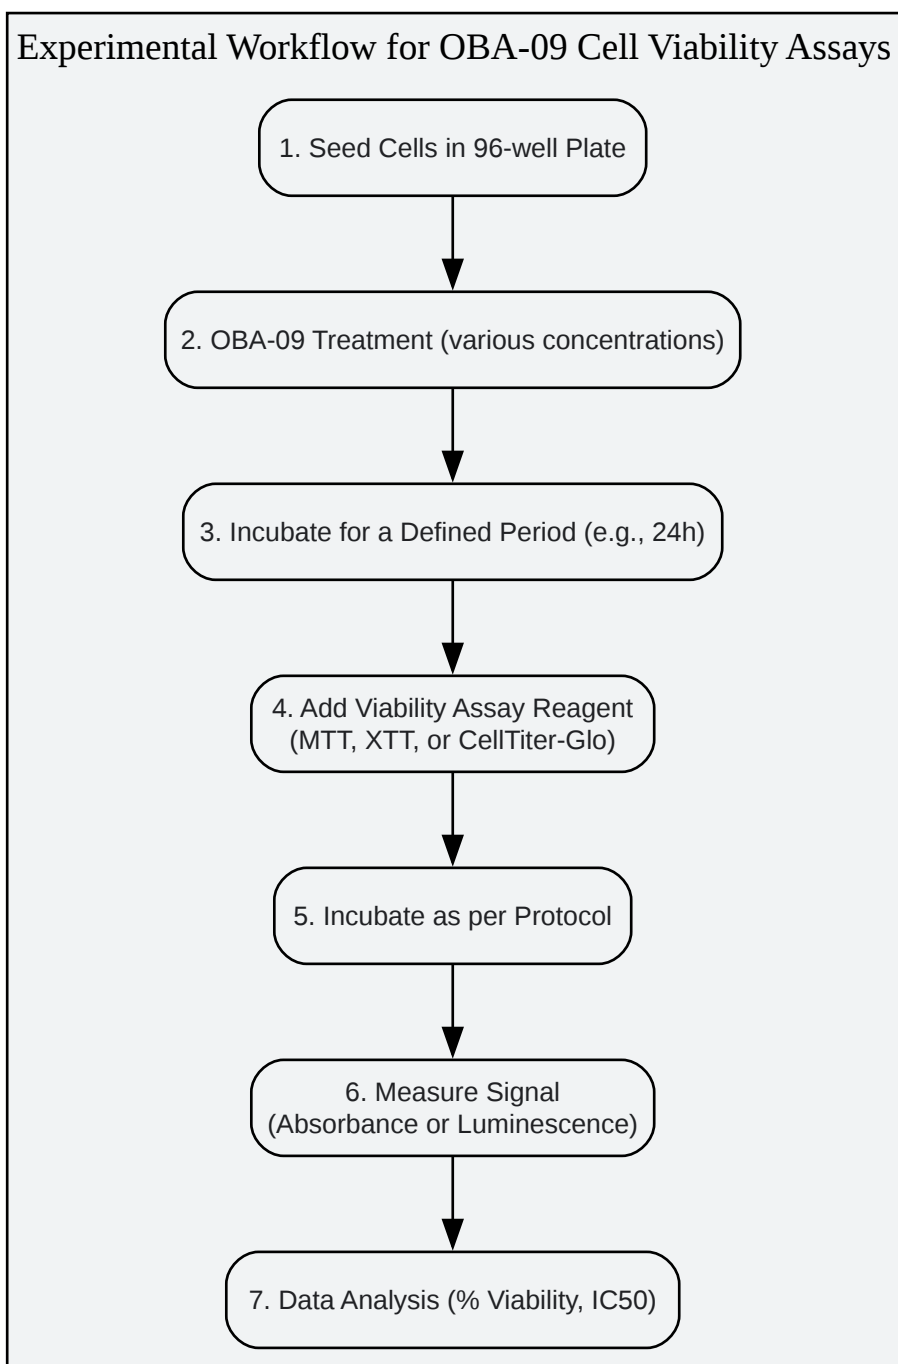 Experimental Workflow for OBA-09 Cell Viability Assays
1. Seed Cells in 96-well Plate
2. OBA-09 Treatment (various concentrations)
3. Incubate for a Defined Period (e.g., 24h)
4. Add Viability Assay Reagent
(MTT, XTT, or CellTiter-Glo)
5. Incubate as per Protocol
6. Measure Signal
(Absorbance or Luminescence)
7. Data Analysis (% Viability, IC50)